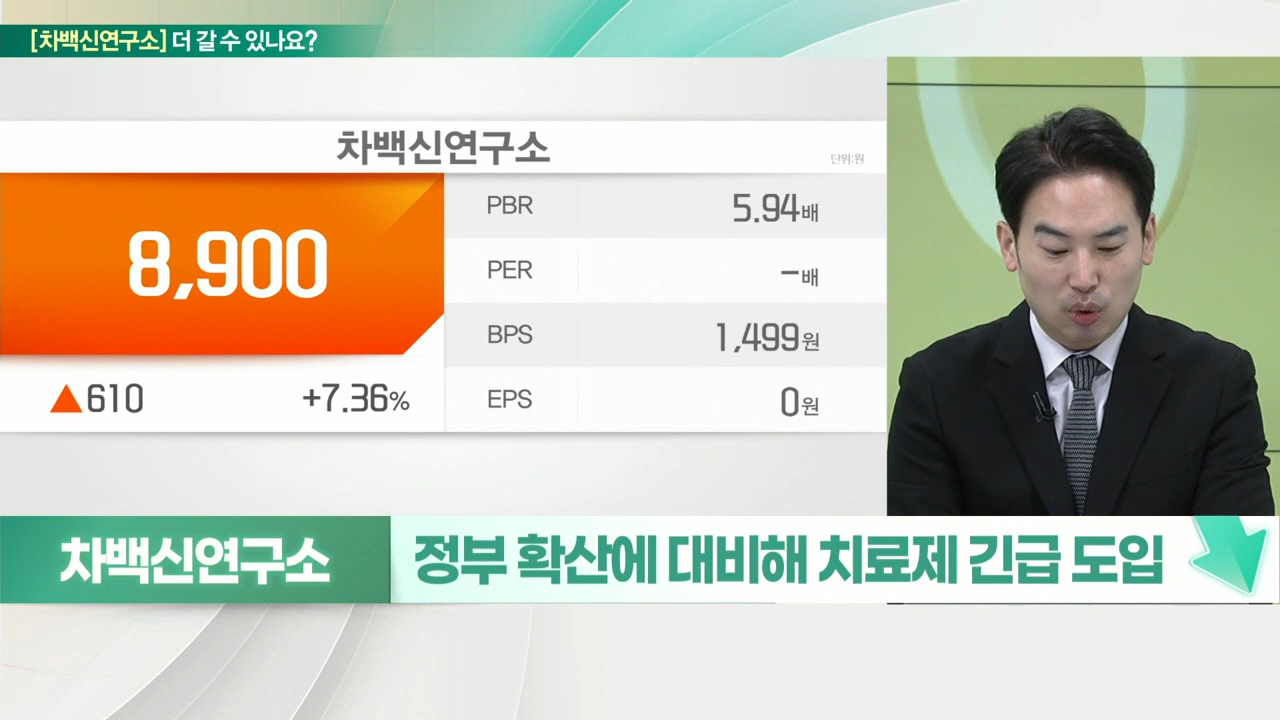 [차백신연구소] 더 갈 수 있나요?
차백신연구소
단위:원
8,900
▲610 +7.36%
PBR 5.94배
PER -배
BPS 1,499원
EPS 0원
차백신연구소 정부 확산에 대비해 치료제 긴급 도입